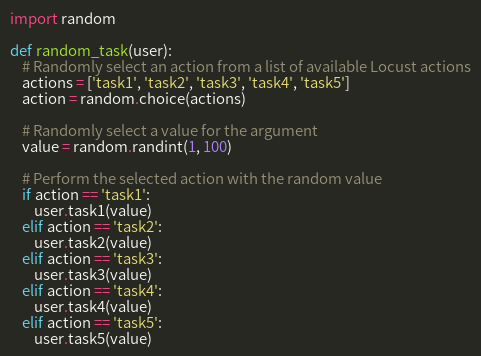 import random

def random_task(user):
    # Randomly select an action from a list of available Locust actions
    actions = ['task1', 'task2', 'task3', 'task4', 'task5']
    action = random.choice(actions)

    # Randomly select a value for the argument
    value = random.randint(1, 100)

    # Perform the selected action with the random value
    if action == 'task1':
        user.task1(value)
    elif action == 'task2':
        user.task2(value)
    elif action == 'task3':
        user.task3(value)
    elif action == 'task4':
        user.task4(value)
    elif action == 'task5':
        user.task5(value)